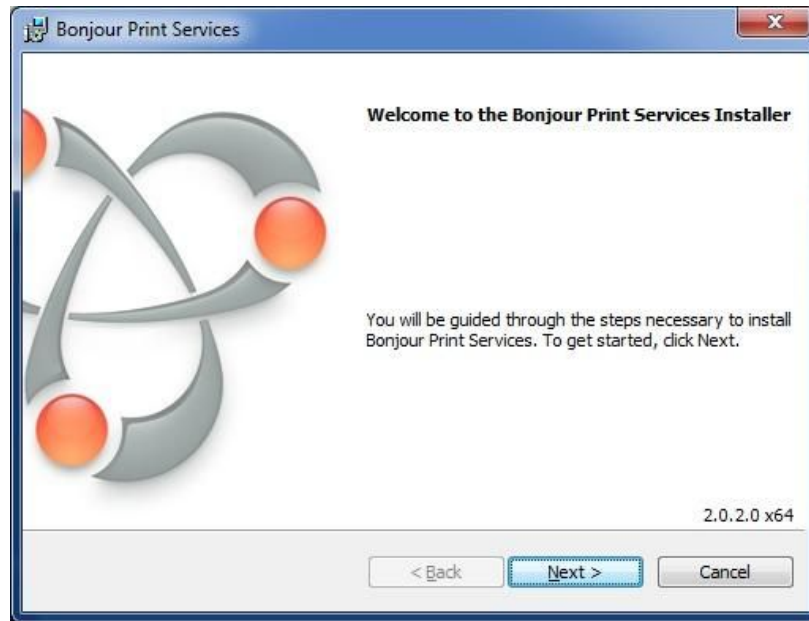 Bonjour Print Services
X
Welcome to the Bonjour Print Services Installer
You will be guided through the steps necessary to install
Bonjour Print Services. To get started, click Next.
2.0.2.0 x64
< Back
Next >
Cancel